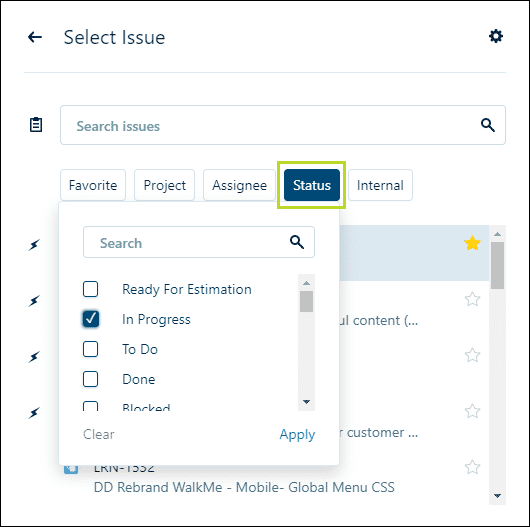 Select Issue
Search issues
Favorite Project Assignee Status Internal
Search
Ready For Estimation
In Progress
ul content (...
To Do
Done
Blocked
r customer ...
Clear Apply
LRN-1532
DD Rebrand WalkMe - Mobile- Global Menu CSS